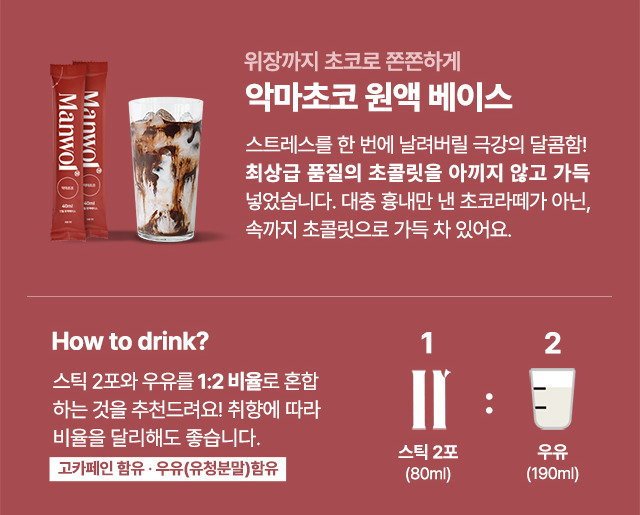 위장까지 초코로 쫀쫀하게
악마초코 원액 베이스
스트레스를 한 번에 날려버릴 극강의 달콤함!
최상급 품질의 초콜릿을 아끼지 않고 가득
넣었습니다. 대충 흉내만 낸 초코라떼가 아닌,
속까지 초콜릿으로 가득 차 있어요.
Manwol®
Manwol®
악마초코
40ml
40ml
How to drink?
스틱 2포와 우유를 1:2 비율로 혼합
하는 것을 추천드려요! 취향에 따라
비율을 달리해도 좋습니다.
고카페인 함유 · 우유(유청분말)함유
1 : 2
스틱 2포 우유
(80ml) (190ml)